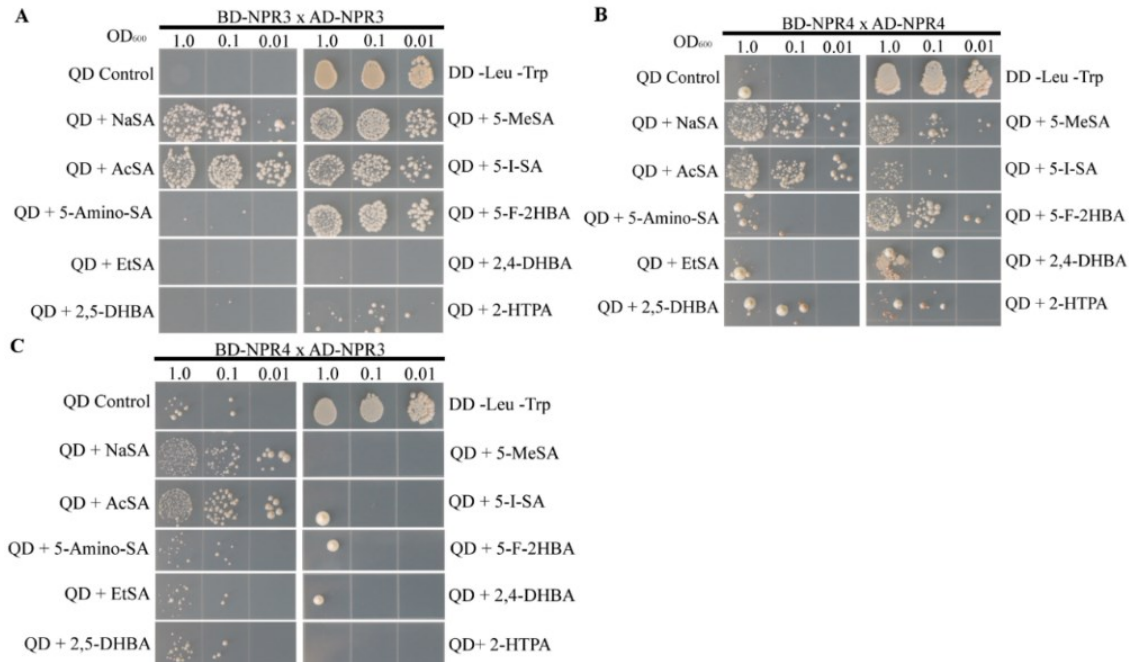 A
BD-NPR3 x AD-NPR3
OD600
1.0 0.1 0.01 1.0 0.1 0.01
QD Control DD -Leu -Trp
QD + NaSA QD + 5-MeSA
QD + AcSA QD + 5-I-SA
QD + 5-Amino-SA QD + 5-F-2HBA
QD + EtSA QD + 2,4-DHBA
QD + 2,5-DHBA QD + 2-HTPA
B
BD-NPR4 x AD-NPR4
OD600
1.0 0.1 0.01 1.0 0.1 0.01
QD Control DD -Leu -Trp
QD + NaSA QD + 5-MeSA
QD + AcSA QD + 5-I-SA
QD + 5-Amino-SA QD + 5-F-2HBA
QD + EtSA QD + 2,4-DHBA
QD + 2,5-DHBA QD + 2-HTPA
C
BD-NPR4 x AD-NPR3
1.0 0.1 0.01 1.0 0.1 0.01
QD Control DD -Leu -Trp
QD + NaSA QD + 5-MeSA
QD + AcSA QD + 5-I-SA
QD + 5-Amino-SA QD + 5-F-2HBA
QD + EtSA QD + 2,4-DHBA
QD + 2,5-DHBA QD+ 2-HTPA